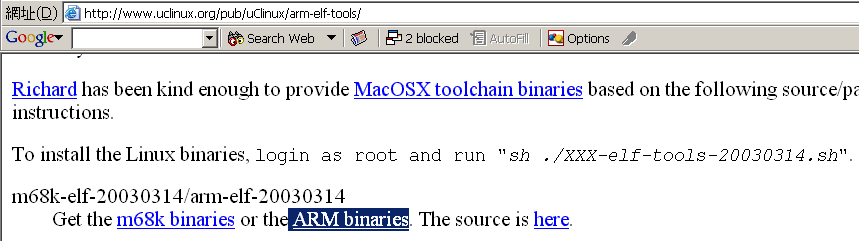 網址(D) http://www.uclinux.org/pub/uClinux/arm-elf-tools/
Google Search Web 2 blocked AutoFill Options
Richard has been kind enough to provide MacOSX toolchain binaries based on the following source/pa
instructions.
To install the Linux binaries, login as root and run "sh ./XXX-elf-tools-20030314.sh".
m68k-elf-20030314/arm-elf-20030314
Get the m68k binaries or the ARM binaries. The source is here.